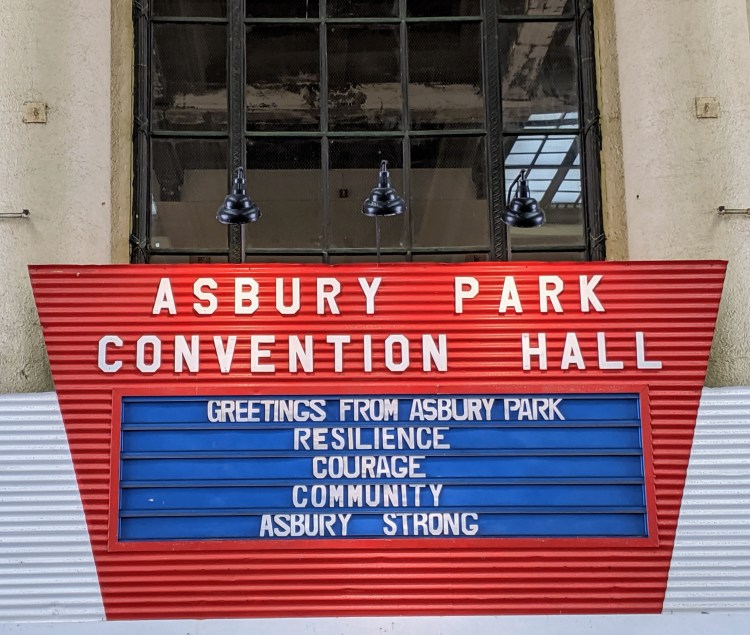 ASBURY PARK
CONVENTION HALL
GREETINGS FROM ASBURY PARK
RESILIENCE
COURAGE
COMMUNITY
ASBURY STRONG